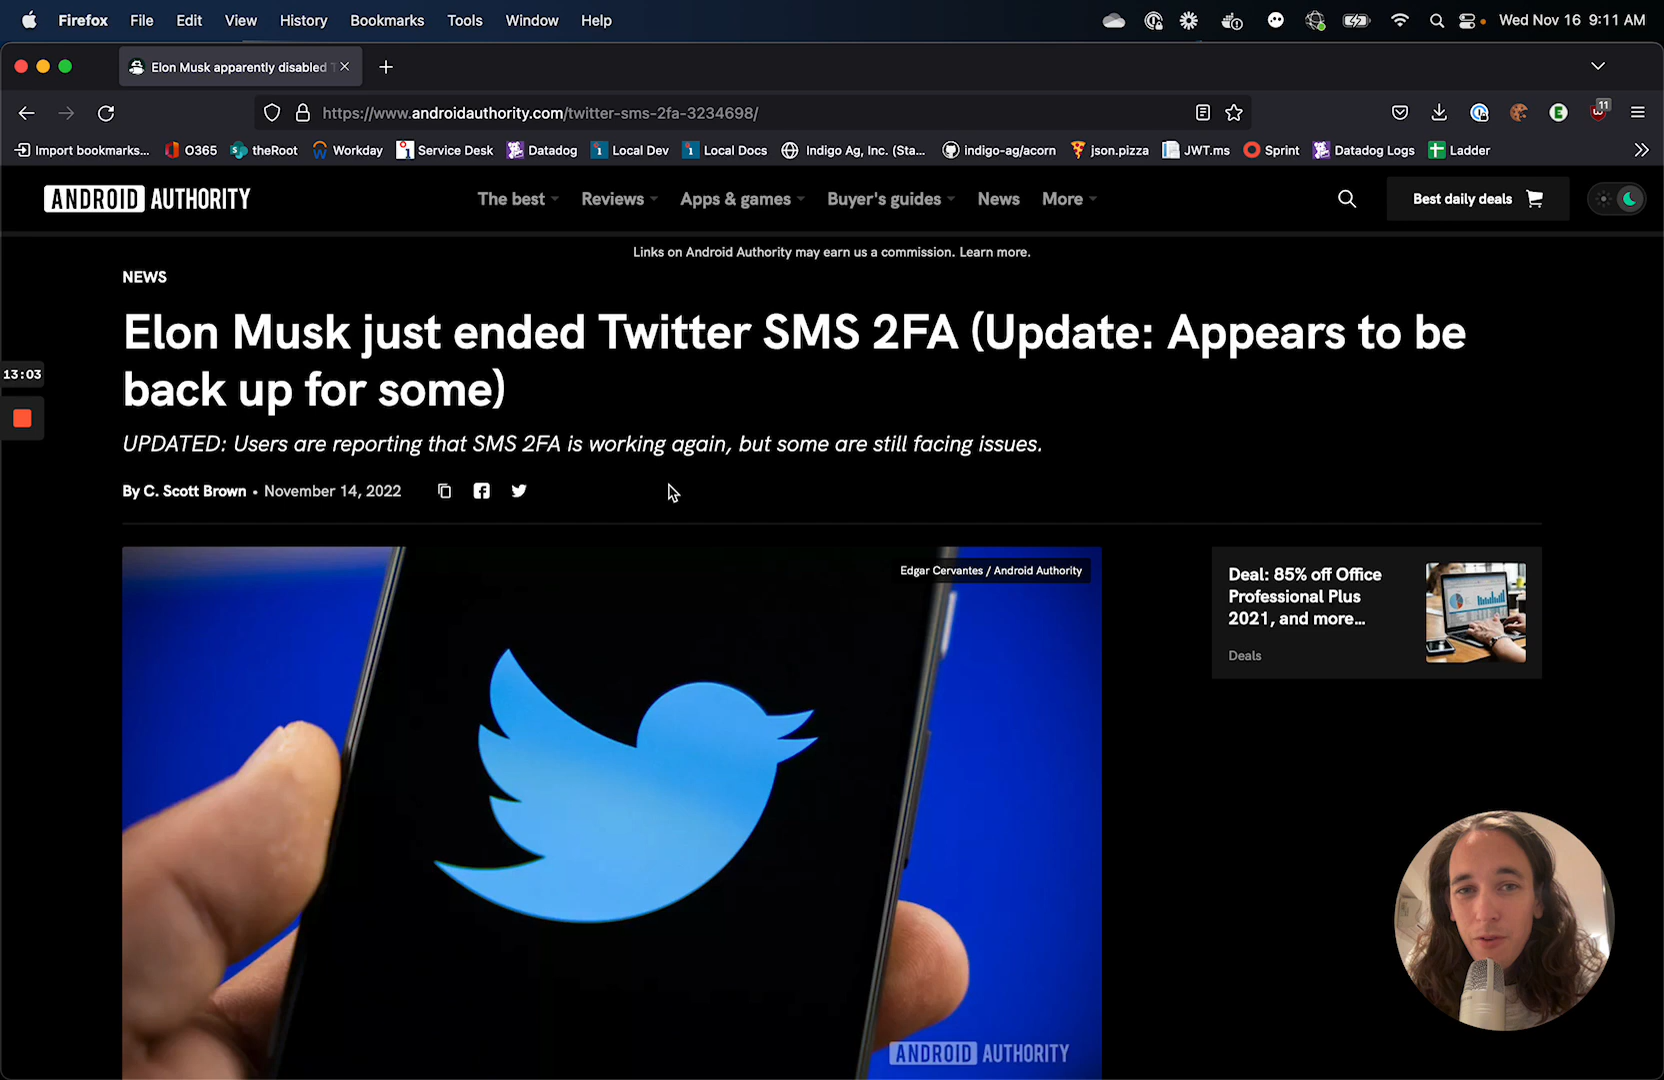 Firefox File Edit View History Bookmarks Tools Window Help Wed Nov 16 9:11 AM
Elon Musk apparently disabled
https://www.androidauthority.com/twitter-sms-2fa-3234698/
11
Import bookmarks... O365 theRoot Workday Service Desk Datadog Local Dev Local Docs Indigo Ag, Inc. (Sta... indigo-ag/acorn json.pizza JWT.ms Sprint Datadog Logs Ladder
ANDROID AUTHORITY The best Reviews Apps & games Buyer's guides News More Best daily deals
Links on Android Authority may earn us a commission. Learn more.
NEWS
Elon Musk just ended Twitter SMS 2FA (Update: Appears to be
back up for some)
13:03
UPDATED: Users are reporting that SMS 2FA is working again, but some are still facing issues.
By C. Scott Brown • November 14, 2022
Edgar Cervantes / Android Authority
Deal: 85% off Office
Professional Plus
2021, and more...
Deals
ANDROID AUTHORITY